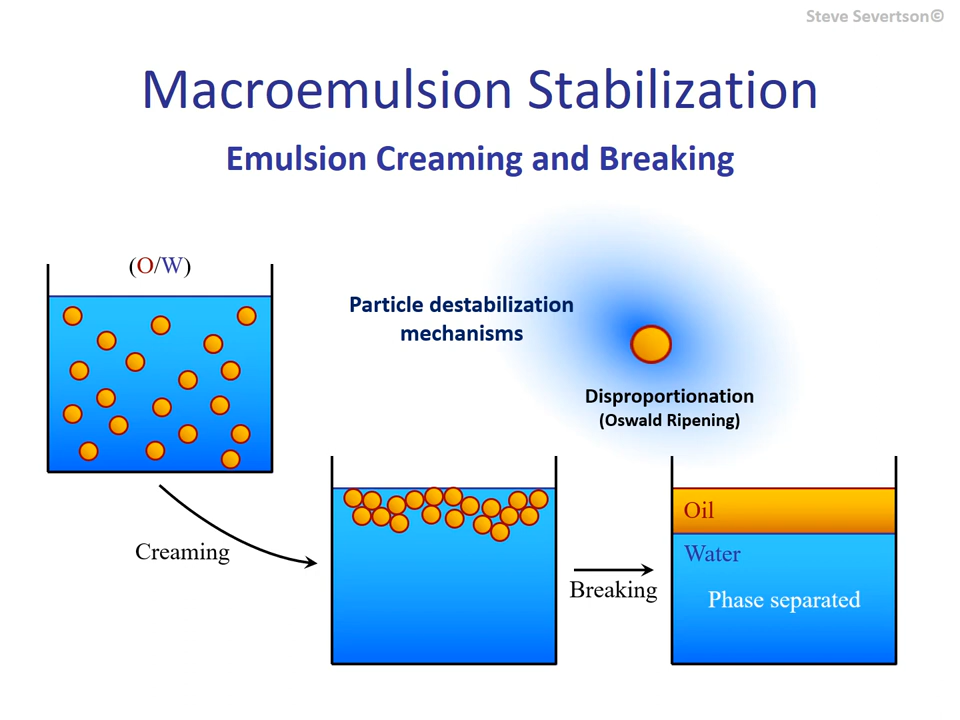 Steve Severtson©
Macroemulsion Stabilization
Emulsion Creaming and Breaking
(O/W)
Particle destabilization
mechanisms
Disproportionation
(Oswald Ripening)
Creaming
Breaking
Oil
Water
Phase separated